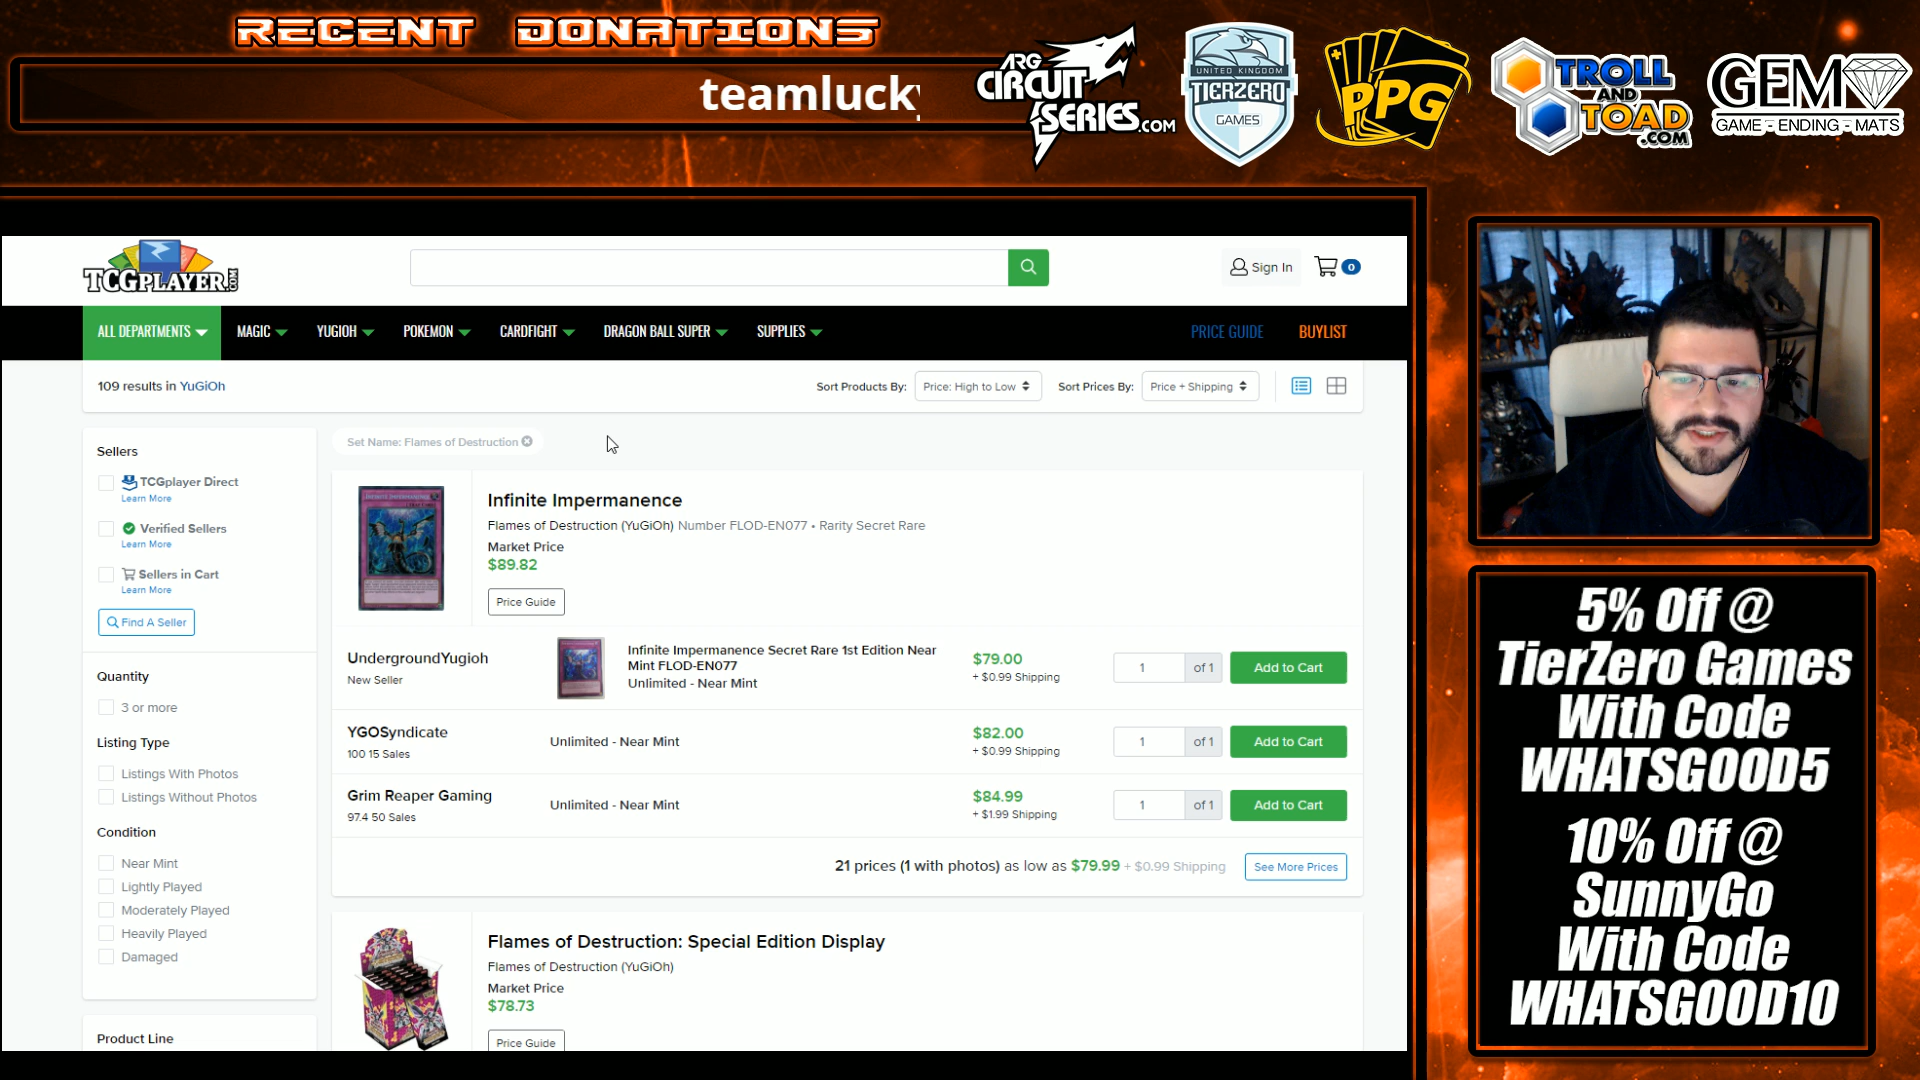 RECENT DONATIONS
teamlucky
ARG
CIRCUIT
SERIES.COM
UNITED KINGDOM
TIERZERO
GAMES
PPG
TROLL
AND
TOAD
.COM
GEM
GAME - ENDING - MATS
TCGPLAYER.COM
Sign In
0
ALL DEPARTMENTS
MAGIC
YUGIOH
POKEMON
CARDFIGHT
DRAGON BALL SUPER
SUPPLIES
PRICE GUIDE
BUYLIST
109 results in YuGiOh
Sort Products By:
Price: High to Low
Sort Prices By:
Price + Shipping
Set Name: Flames of Destruction
Sellers
TCGplayer Direct
Learn More
Verified Sellers
Learn More
Sellers in Cart
Learn More
Find A Seller
Quantity
3 or more
Listing Type
Listings With Photos
Listings Without Photos
Condition
Near Mint
Lightly Played
Moderately Played
Heavily Played
Damaged
Product Line
Infinite Impermanence
Flames of Destruction (YuGiOh) Number FLOD-EN077 • Rarity Secret Rare
Market Price
$89.82
Price Guide
UndergroundYugioh
New Seller
Infinite Impermanence Secret Rare 1st Edition Near
Mint FLOD-EN077
Unlimited - Near Mint
$79.00
+ $0.99 Shipping
1 of 1
Add to Cart
YGOSyndicate
100 15 Sales
Unlimited - Near Mint
$82.00
+ $0.99 Shipping
1 of 1
Add to Cart
Grim Reaper Gaming
97.4 50 Sales
Unlimited - Near Mint
$84.99
+ $1.99 Shipping
1 of 1
Add to Cart
21 prices (1 with photos) as low as $79.99 + $0.99 Shipping
See More Prices
Flames of Destruction: Special Edition Display
Flames of Destruction (YuGiOh)
Market Price
$78.73
Price Guide
5% Off @
TierZero Games
With Code
WHATSGOOD5
10% Off @
SunnyGo
With Code
WHATSGOOD10